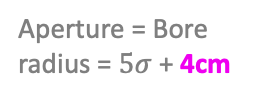 Aperture = Bore
radius = 5σ + 4cm